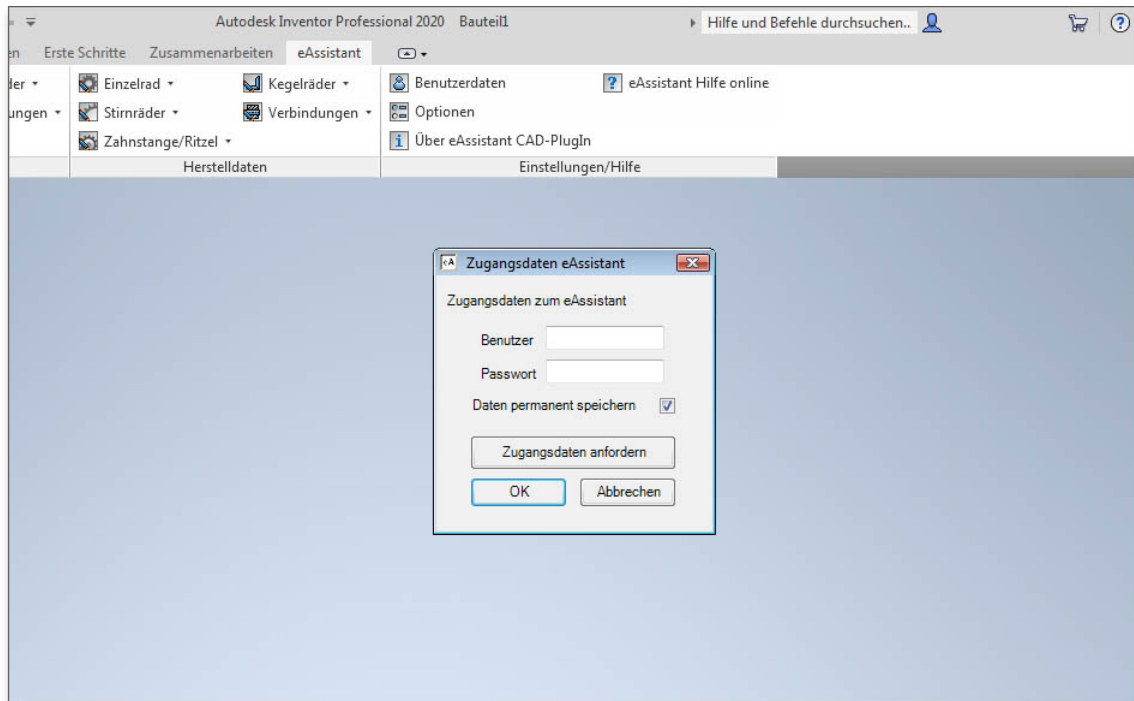 Autodesk Inventor Professional 2020 Bauteil1 Hilfe und Befehle durchsuchen..
Erste Schritte Zusammenarbeiten eAssistant
Einzelrad Kegelräder Benutzerdaten eAssistant Hilfe online
Stirnräder Verbindungen Optionen
Zahnstange/Ritzel Über eAssistant CAD-PlugIn
Herstelldaten Einstellungen/Hilfe
Zugangsdaten eAssistant
Zugangsdaten zum eAssistant
Benutzer
Passwort
Daten permanent speichern
Zugangsdaten anfordern
OK Abbrechen